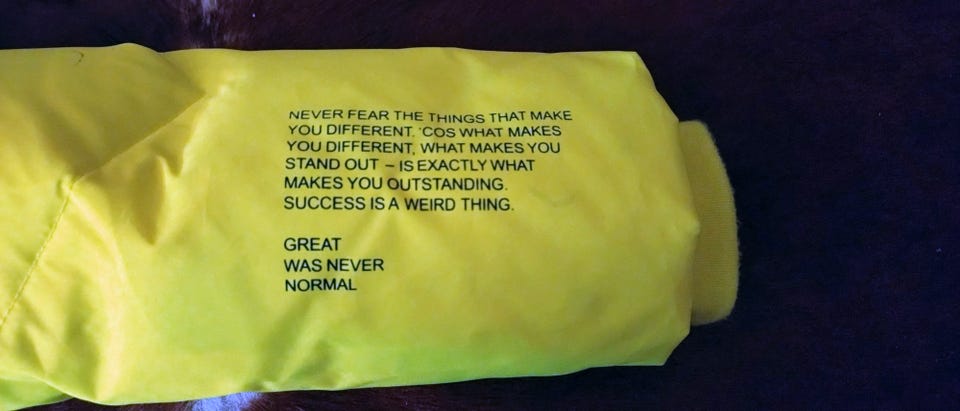 NEVER FEAR THE THINGS THAT MAKE
YOU DIFFERENT. 'COS WHAT MAKES
YOU DIFFERENT, WHAT MAKES YOU
STAND OUT – IS EXACTLY WHAT
MAKES YOU OUTSTANDING.
SUCCESS IS A WEIRD THING.
GREAT
WAS NEVER
NORMAL